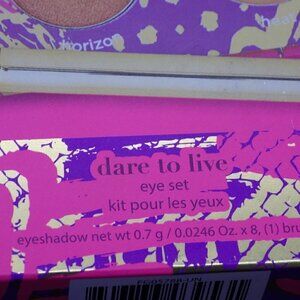 horizon
dare to live
eye set
kit pour les yeux
eyeshadow net wt 0.7 g / 0.0246 Oz. x 8, (1) bru